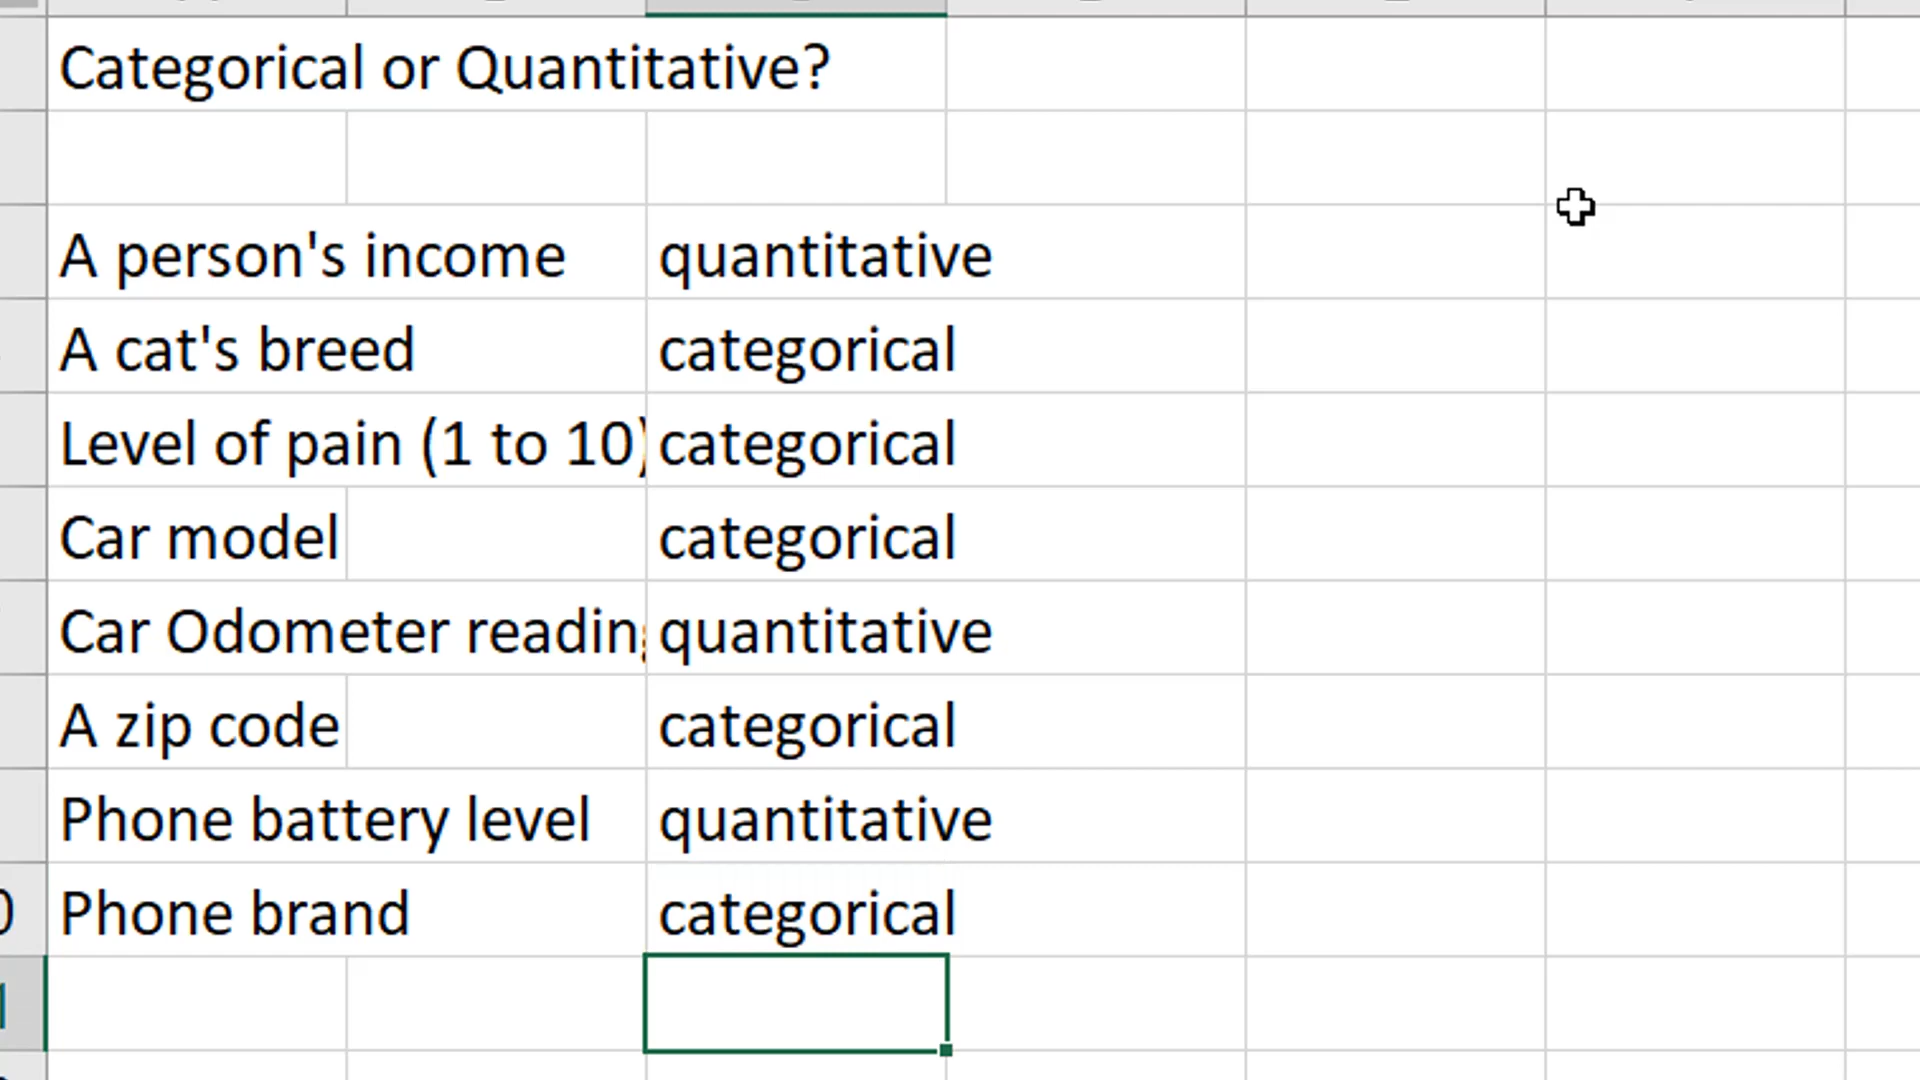 Categorical or Quantitative?
A person's income quantitative
A cat's breed categorical
Level of pain (1 to 10) categorical
Car model categorical
Car Odometer reading quantitative
A zip code categorical
Phone battery level quantitative
Phone brand categorical